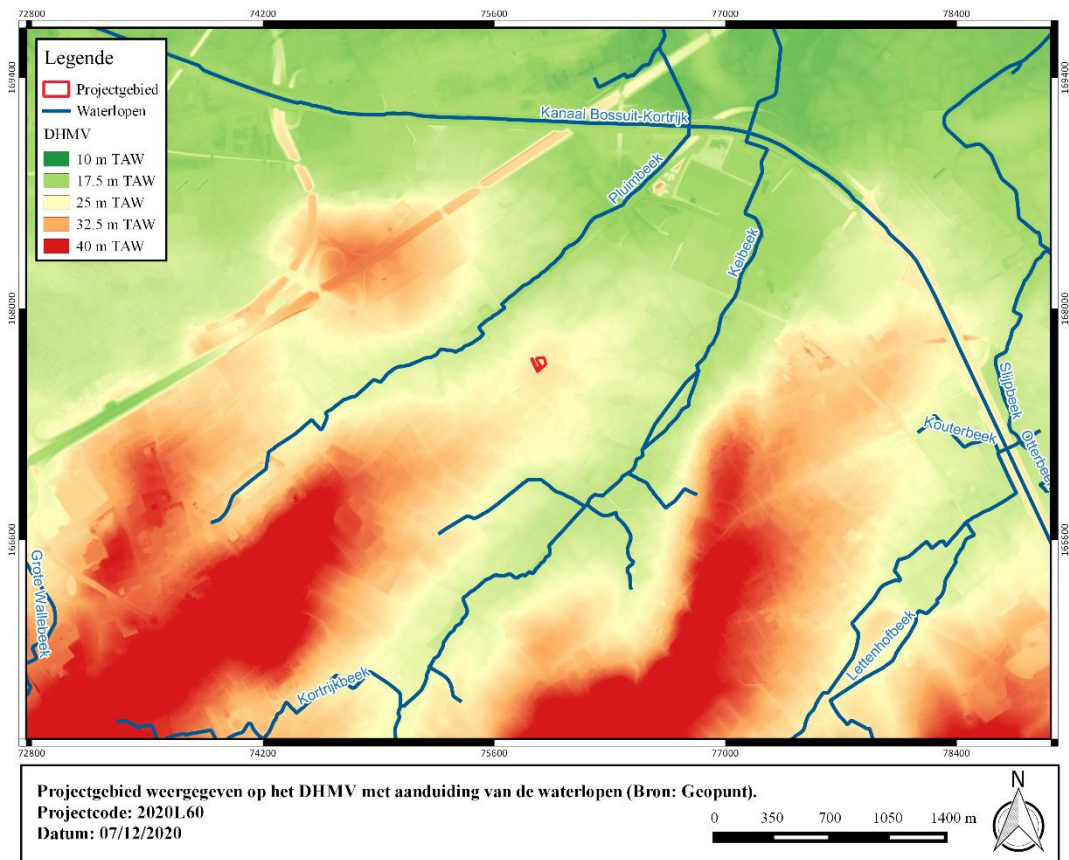 72800 74200 75600 77000 78400
Legende
Projectgebied
Waterlopen
DHMV
10 m TAW
17.5 m TAW
25 m TAW
32.5 m TAW
40 m TAW
169400
169400
Kanaal Bossuit-Kortrijk
Pluimbeek
Keibeek
168000
168000
Slijpbeek
Kouterbeek
Otterbeek
166600
166600
Grote Wallebeek
Lettenhofbeek
Kortrijkbeek
72800 74200 75600 77000 78400
Projectgebied weergegeven op het DHMV met aanduiding van de waterlopen (Bron: Geopunt).
Projectcode: 2020L60
Datum: 07/12/2020
0 350 700 1050 1400 m
N